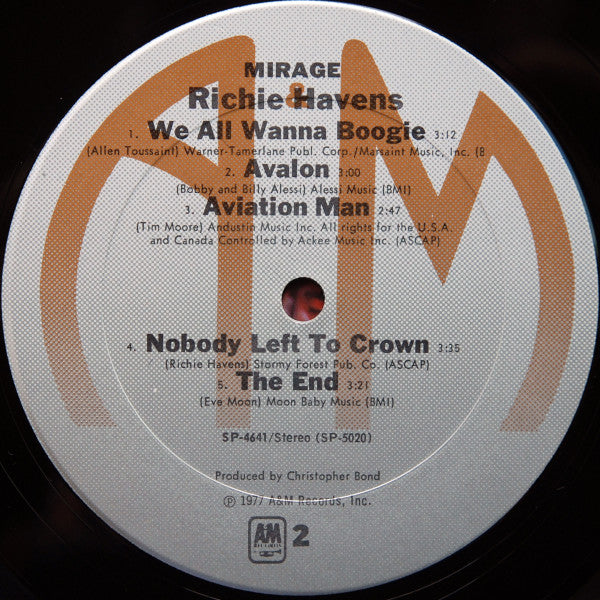 MIRAGE
Richie Havens
1. We All Wanna Boogie 3:12
(Allen Toussaint) Warner-Tamerlane Publ. Corp./Marsaint Music, Inc. (B
2. Avalon 3:00
(Bobby and Billy Alessi) Alessi Music (BMI)
3. Aviation Man 2:47
(Tim Moore) Andustin Music Inc. All rights for the U.S.A.
and Canada Controlled by Ackee Music Inc. (ASCAP)
4. Nobody Left To Crown 3:35
(Richie Havens) Stormy Forest Pub. Co. (ASCAP)
5. The End 3:21
(Eve Moon) Moon Baby Music (BMI)
SP-4641/Stereo (SP-5020)
Produced by Christopher Bond
℗ 1977 A&M Records, Inc.
A&M RECORDS 2